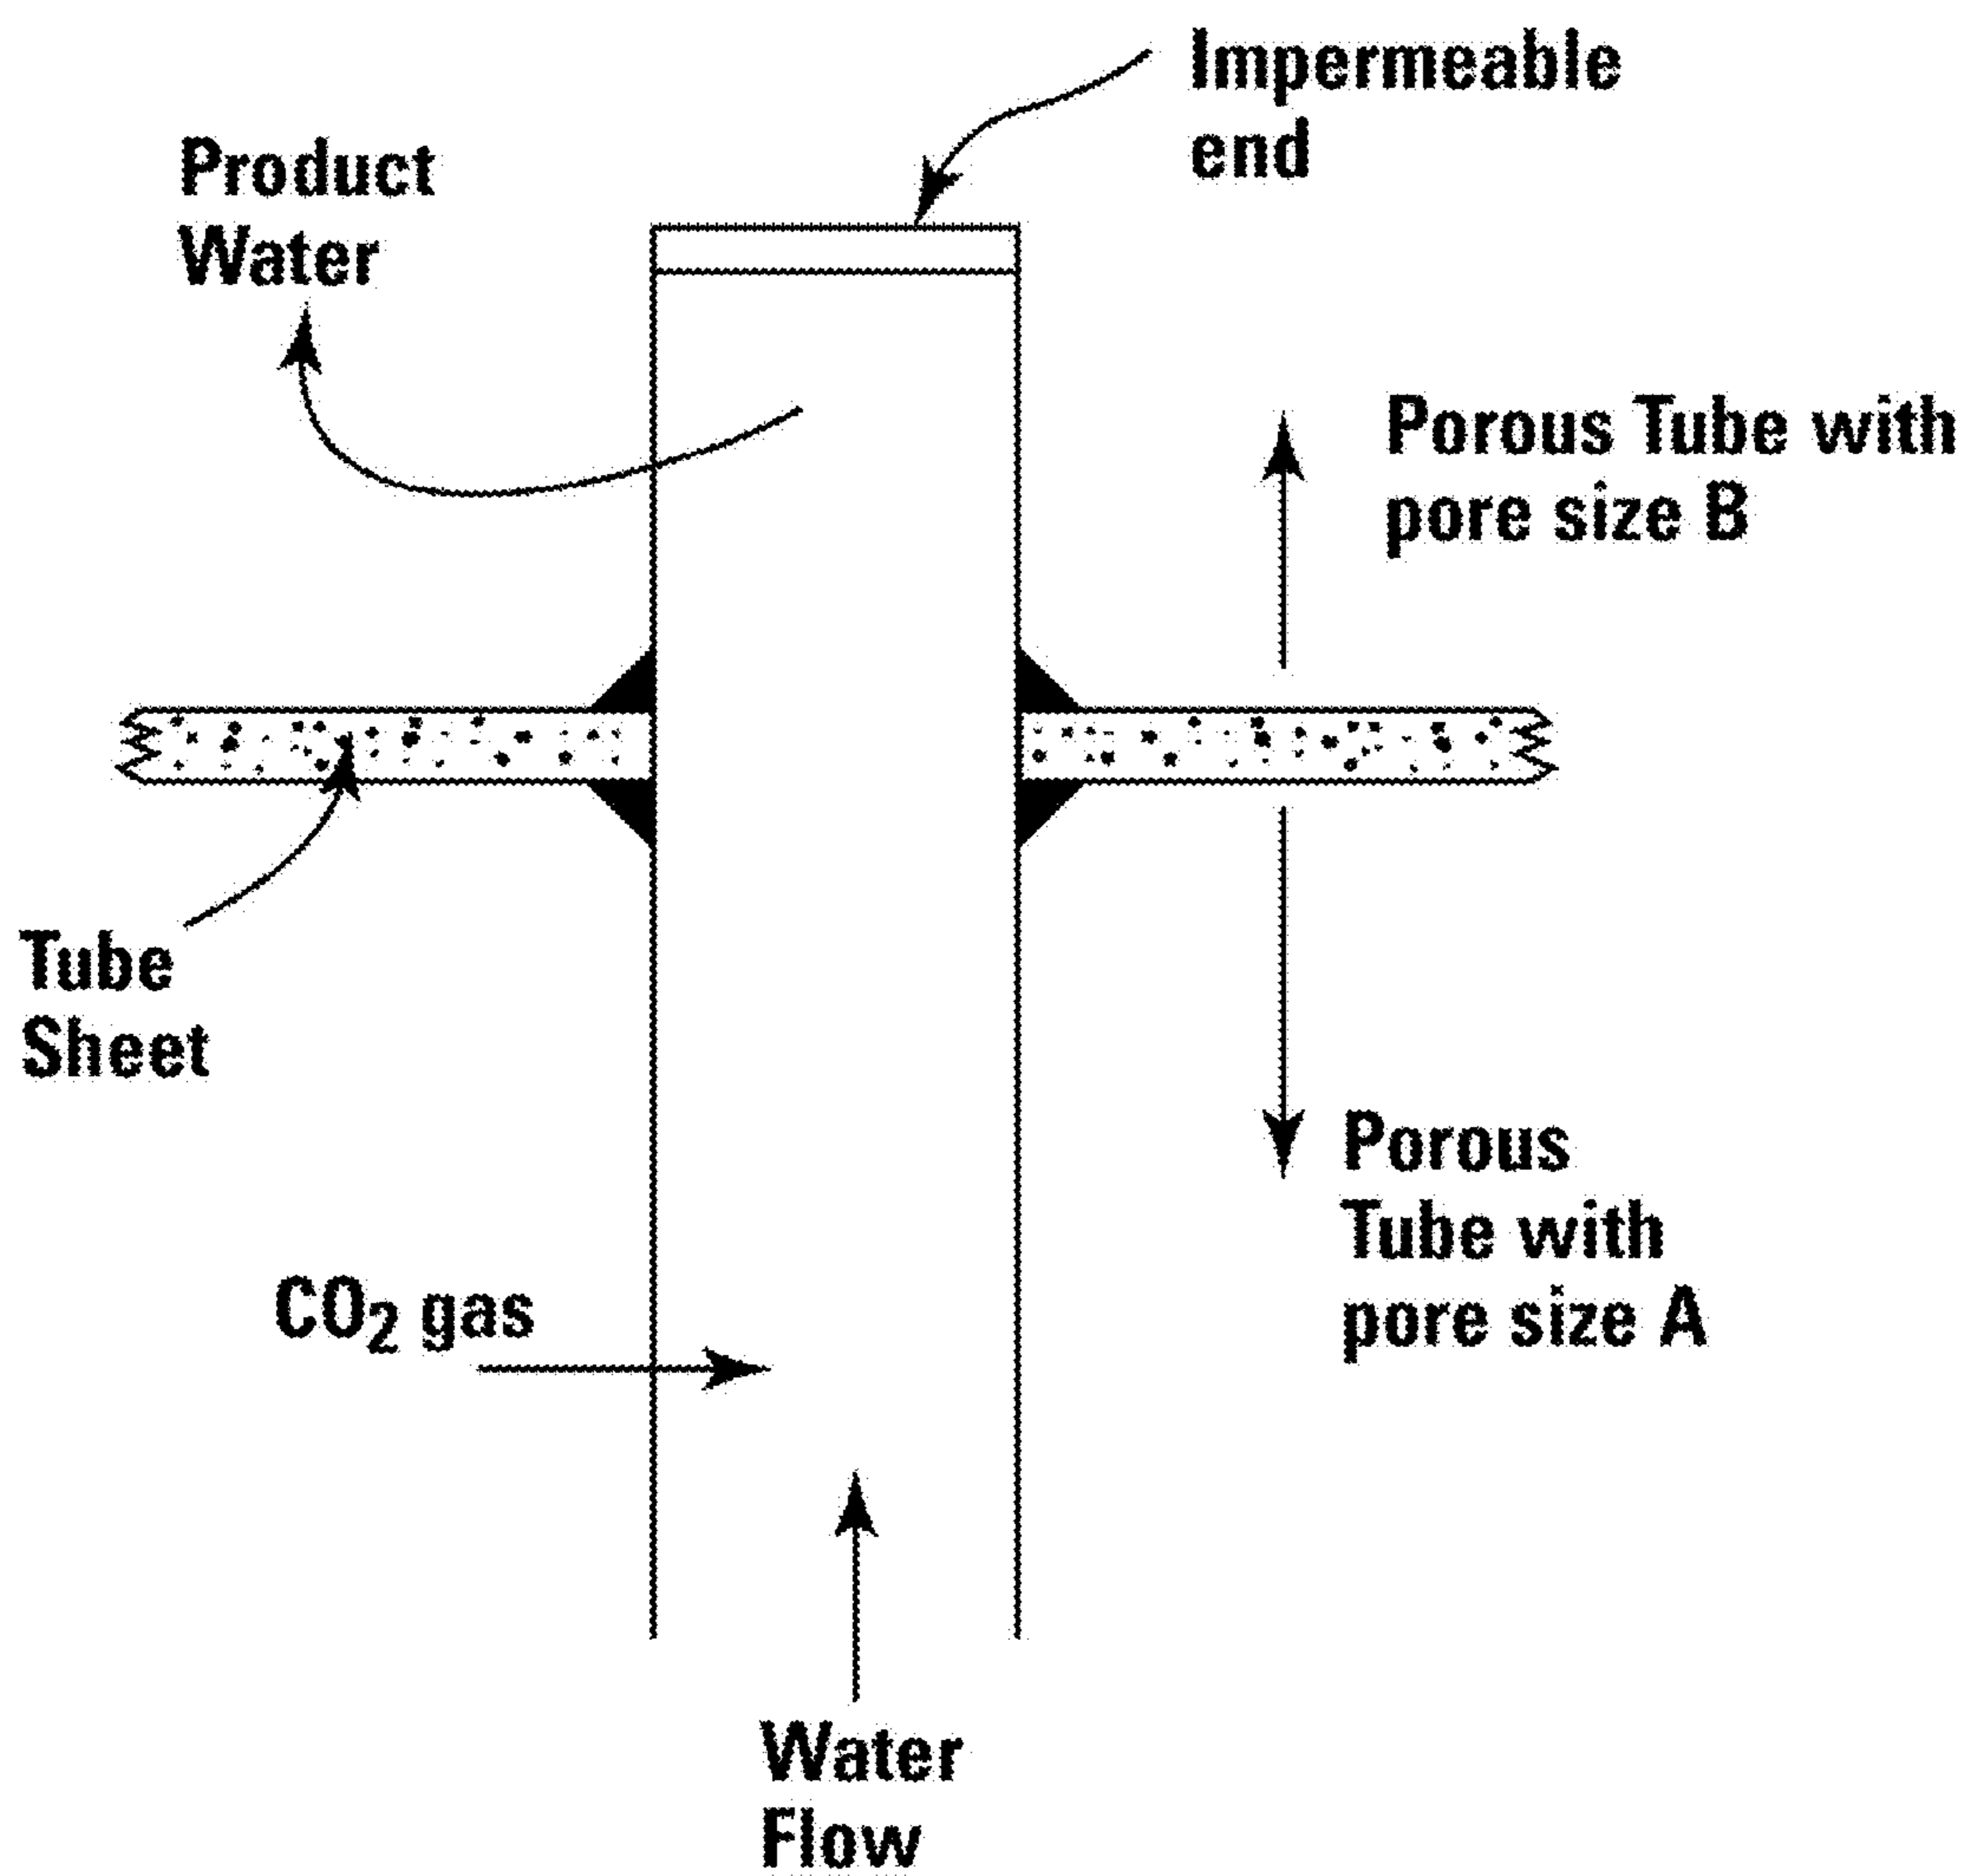 Impermeable
end
Product
Water
Porous Tube with
pore size B
Tube
Sheet
Porous
Tube with
pore size A
CO₂ gas
Water
Flow